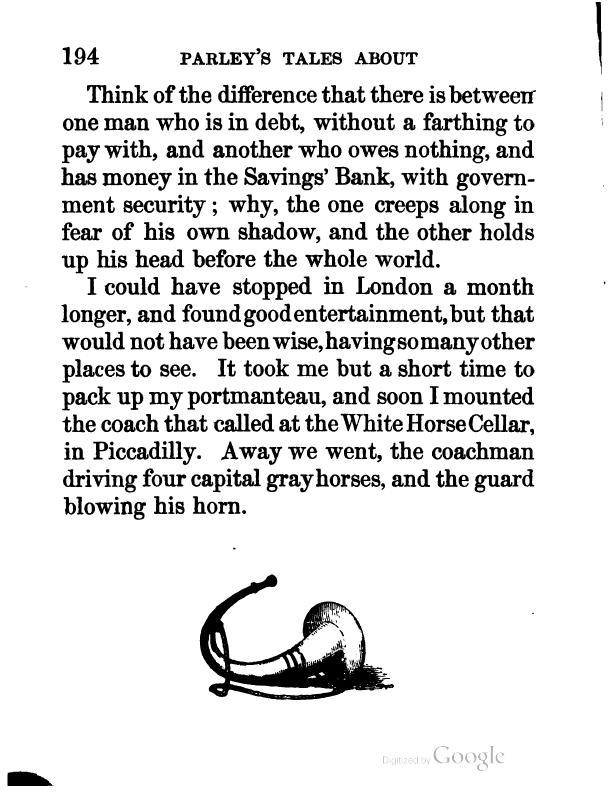 194 PARLEY'S TALES ABOUT
Think of the difference that there is between
one man who is in debt, without a farthing to
pay with, and another who owes nothing, and
has money in the Savings' Bank, with govern-
ment security; why, the one creeps along in
fear of his own shadow, and the other holds
up his head before the whole world.
I could have stopped in London a month
longer, and found good entertainment, but that
would not have been wise, having so many other
places to see. It took me but a short time to
pack up my portmanteau, and soon I mounted
the coach that called at the White Horse Cellar,
in Piccadilly. Away we went, the coachman
driving four capital gray horses, and the guard
blowing his horn.
Digitized by Google